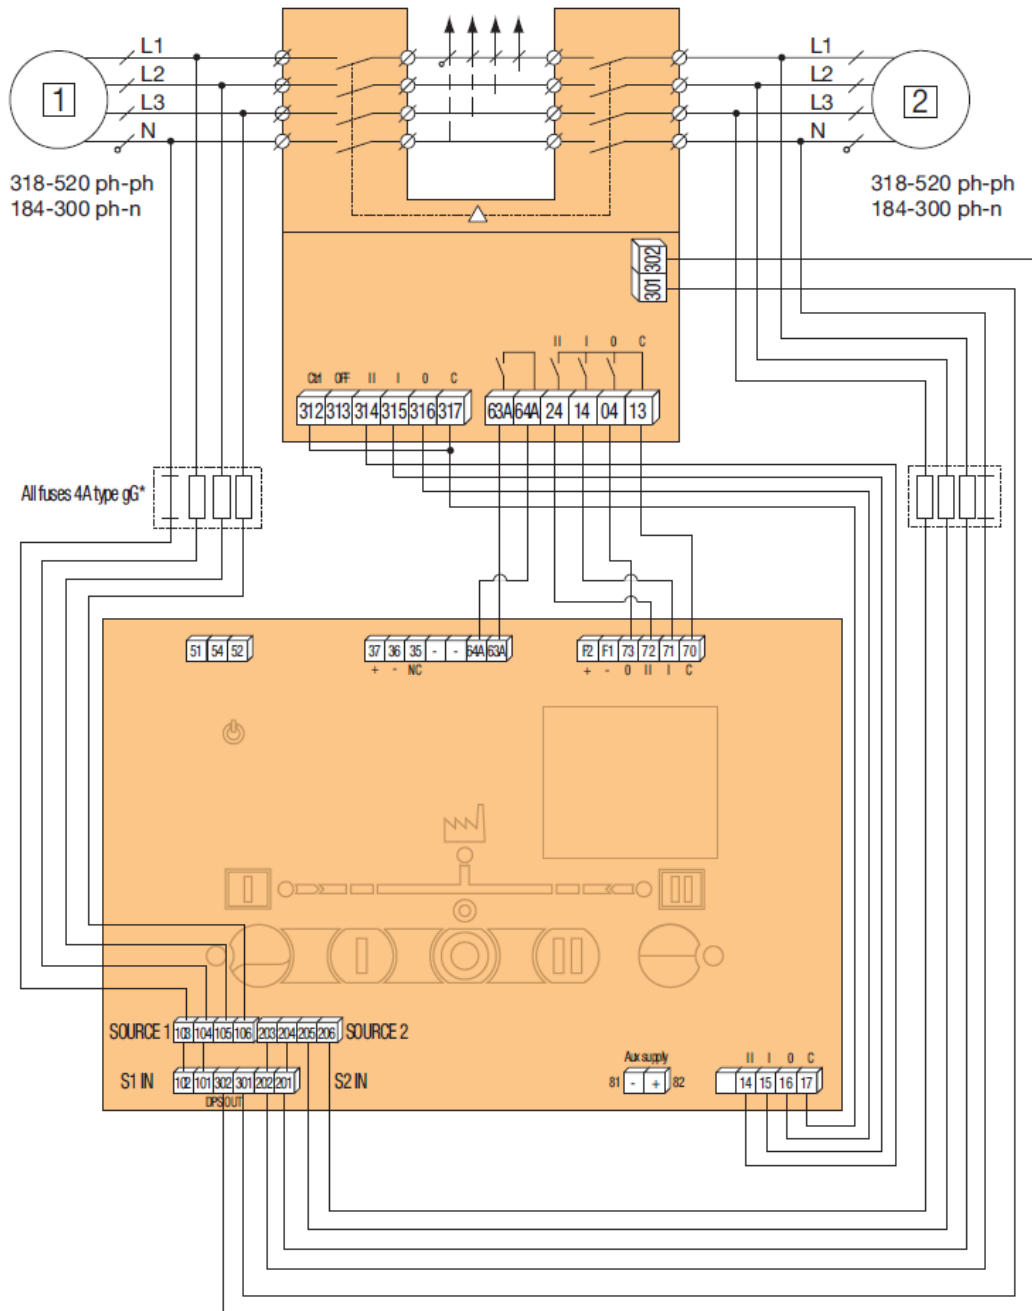 L1 L1
L2 L2
1 L3 L3 2
N N
318-520 ph-ph 318-520 ph-ph
184-300 ph-n 184-300 ph-n
302
301
II I 0 C
Ctrl OFF II I 0 C
312 313 314 315 316 317 63A 64A 24 14 04 13
All fuses 4A type gG*
51 54 52 37 36 35 - - 64A 63A F2 F1 73 72 71 70
+ - NC + - 0 II I C
I II
I II
SOURCE 1 103 104 105 106 203 204 205 206 SOURCE 2
Aux supply II I 0 C
S1 IN 102 101 302 301 202 201 S2 IN 81 - + 82 14 15 16 17
DPS OUT